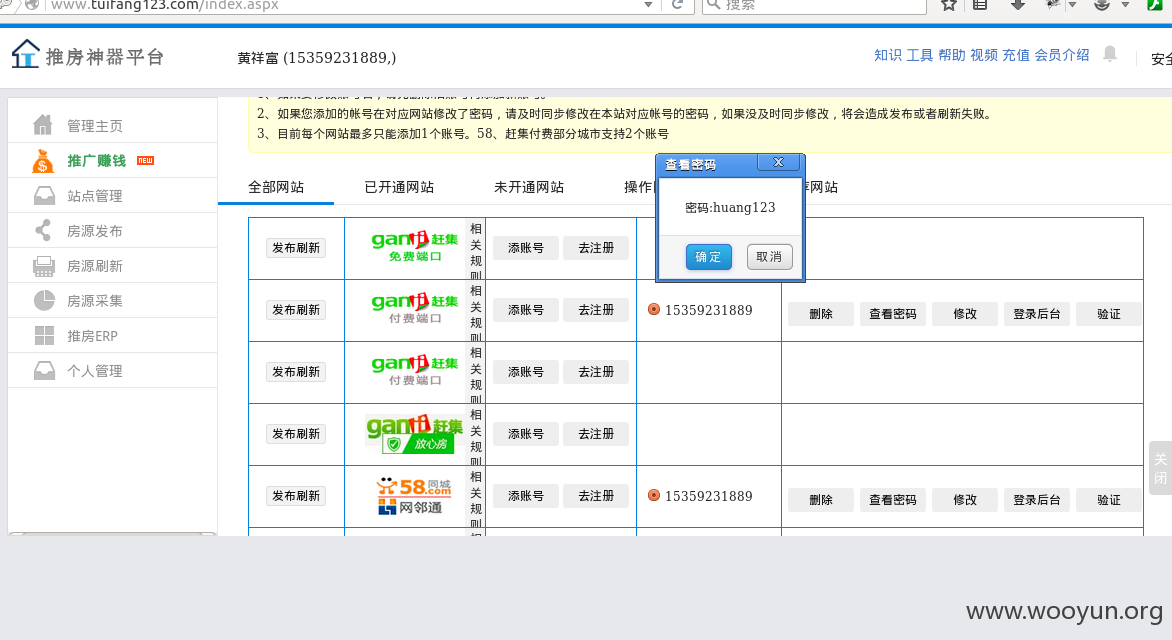 www.tuifang123.com/index.aspx
搜索
推房神器平台
黄祥富 (15359231889,)
知识 工具 帮助 视频 充值 会员介绍
安全
管理主页
推广赚钱 NEW
站点管理
房源发布
房源刷新
房源采集
推房ERP
个人管理
2、如果您添加的帐号在对应网站修改了密码，请及时同步修改在本站对应帐号的密码，如果没及时同步修改，将会造成发布或者刷新失败。
3、目前每个网站最多只能添加1个账号。58、赶集付费部分城市支持2个账号
全部网站 已开通网站 未开通网站 操作 荐网站
查看密码 X
密码:huang123
确定 取消
发布刷新 ganji 赶集 免费端口 相关规则 添账号 去注册
发布刷新 ganji 赶集 付费端口 相关规则 添账号 去注册 15359231889 删除 查看密码 修改 登录后台 验证
发布刷新 ganji 赶集 付费端口 相关规则 添账号 去注册
发布刷新 ganji 赶集 放心房 相关规则 添账号 去注册
发布刷新 58同城.com 网邻通 相关规则 添账号 去注册 15359231889 删除 查看密码 修改 登录后台 验证
关闭
www.wooyun.org